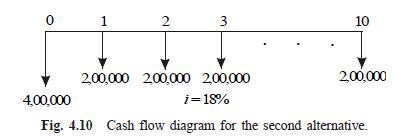 0 1 2 3 10
. . .
2,00,000 2,00,000 2,00,000 2,00,000
4,00,000 i=18%
Fig. 4.10 Cash flow diagram for the second alternative.